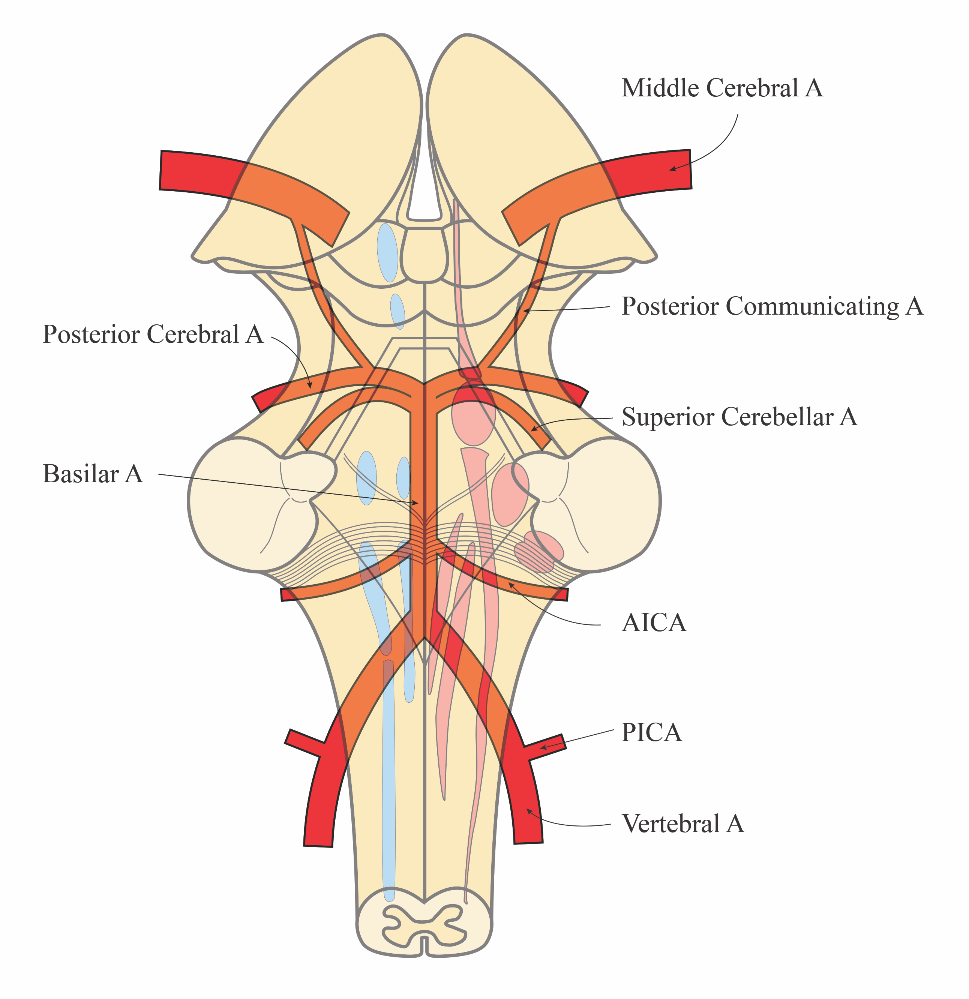 Middle Cerebral A
Posterior Communicating A
Posterior Cerebral A
Superior Cerebellar A
Basilar A
AICA
PICA
Vertebral A